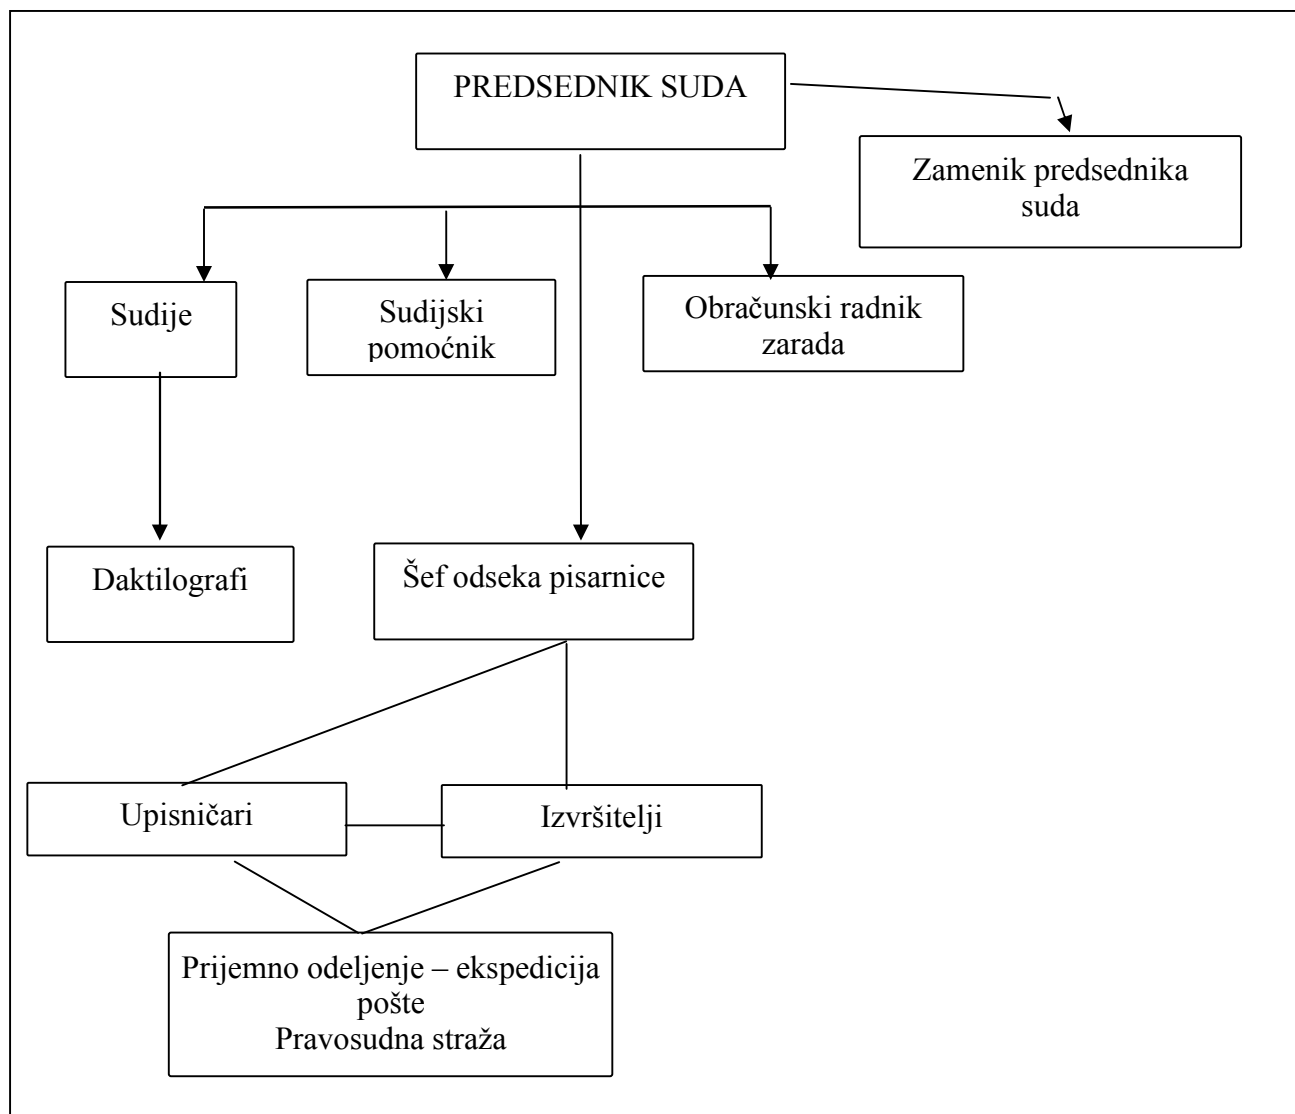 PREDSEDNIK SUDA
Zamenik predsednika
suda
Sudije
Sudijski
pomoćnik
Obračunski radnik
zarada
Daktilografi
Šef odseka pisarnice
Upisničari
Izvršitelji
Prijemno odeljenje – ekspedicija
pošte
Pravosudna straža